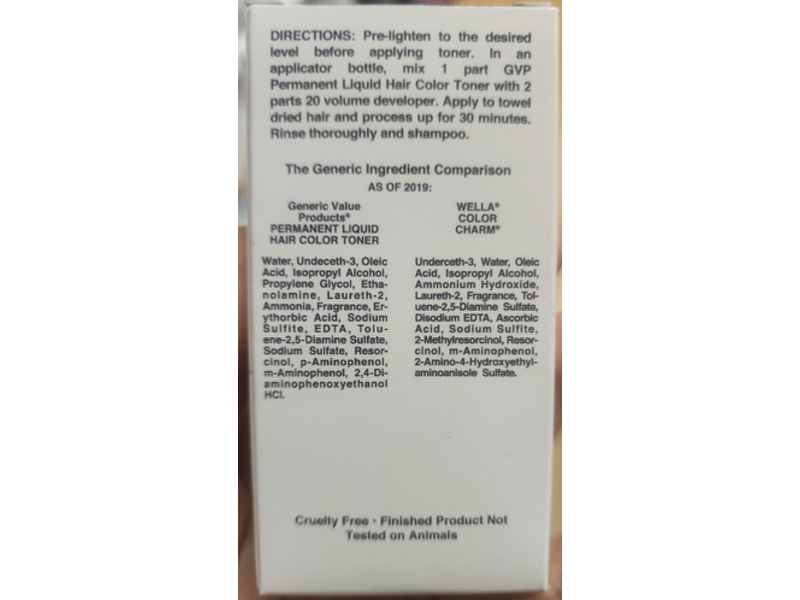 DIRECTIONS: Pre-lighten to the desired
level before applying toner. In an
applicator bottle, mix 1 part GVP
Permanent Liquid Hair Color Toner with 2
parts 20 volume developer. Apply to towel
dried hair and process up for 30 minutes.
Rinse thoroughly and shampoo.
The Generic Ingredient Comparison
AS OF 2019:
Generic Value
Products®
PERMANENT LIQUID
HAIR COLOR TONER
Water, Undeceth-3, Oleic
Acid, Isopropyl Alcohol,
Propylene Glycol, Etha-
nolamine, Laureth-2,
Ammonia, Fragrance, Er-
ythorbic Acid, Sodium
Sulfite, EDTA, Tolu-
ene-2,5-Diamine Sulfate,
Sodium Sulfate, Resor-
cinol, p-Aminophenol,
m-Aminophenol, 2,4-Di-
aminophenoxyethanol
HCl.
WELLA®
COLOR
CHARM®
Underceth-3, Water, Oleic
Acid, Isopropyl Alcohol,
Ammonium Hydroxide,
Laureth-2, Fragrance, Tol-
uene-2,5-Diamine Sulfate,
Disodium EDTA, Ascorbic
Acid, Sodium Sulfite,
2-Methylresorcinol, Resor-
cinol, m-Aminophenol,
2-Amino-4-Hydroxyethyl-
aminoanisole Sulfate.
Cruelty Free · Finished Product Not
Tested on Animals